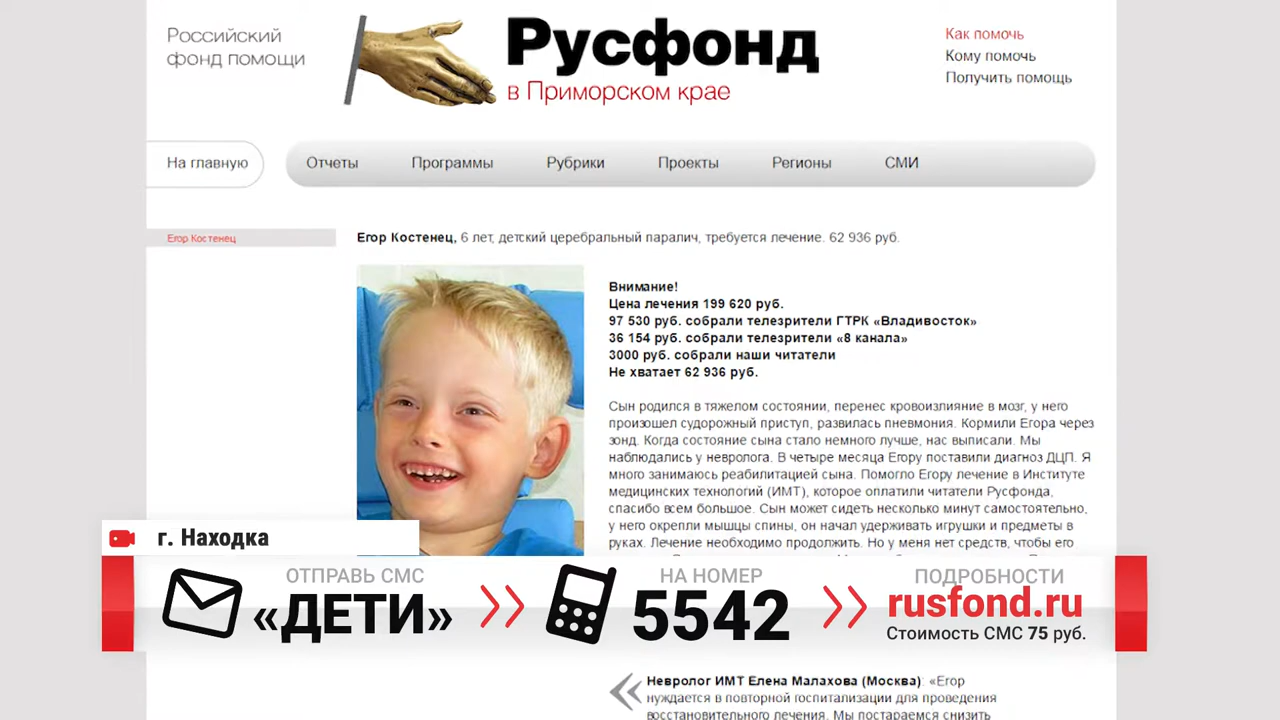 Российский
фонд помощи
Русфонд
в Приморском крае
Как помочь
Кому помочь
Получить помощь
На главную
Отчеты
Программы
Рубрики
Проекты
Регионы
СМИ
Егор Костенец
Егор Костенец, 6 лет, детский церебральный паралич, требуется лечение. 62 936 руб.
Внимание!
Цена лечения 199 620 руб.
97 530 руб. собрали телезрители ГТРК «Владивосток»
36 154 руб. собрали телезрители «8 канала»
3000 руб. собрали наши читатели
Не хватает 62 936 руб.
Сын родился в тяжелом состоянии, перенес кровоизлияние в мозг, у него
произошел судорожный приступ, развилась пневмония. Кормили Егора через
зонд. Когда состояние сына стало немного лучше, нас выписали. Мы
наблюдались у невролога. В четыре месяца Егору поставили диагноз ДЦП. Я
много занимаюсь реабилитацией сына. Помогло Егору лечение в Институте
медицинских технологий (ИМТ), которое оплатили читатели Русфонда,
спасибо всем большое. Сын может сидеть несколько минут самостоятельно,
у него окрепли мышцы спины, он начал удерживать игрушки и предметы в
руках. Лечение необходимо продолжить. Но у меня нет средств, чтобы его
г. Находка
ОТПРАВЬ СМС
«ДЕТИ»
НА НОМЕР
5542
ПОДРОБНОСТИ
rusfond.ru
Стоимость СМС 75 руб.
Невролог ИМТ Елена Малахова (Москва): «Егор
нуждается в повторной госпитализации для проведения
восстановительного лечения. Мы постараемся снизить